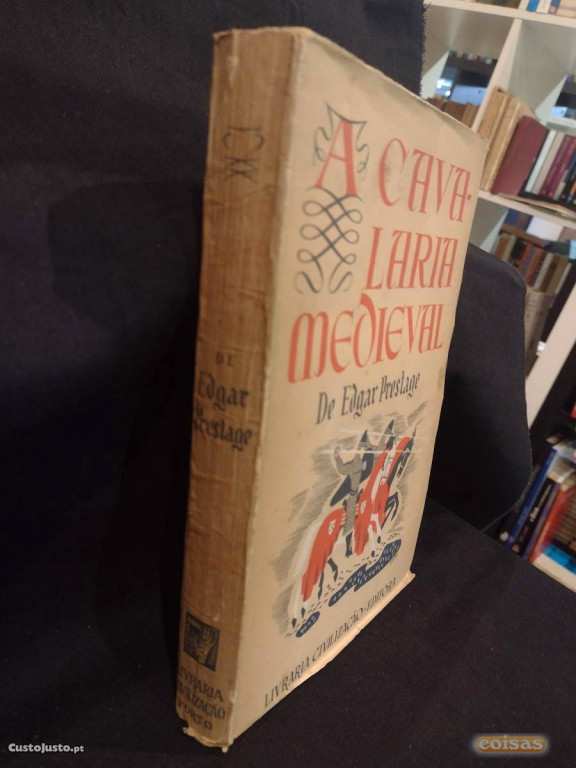 A CAVA-
LARIA
MEDIEVAL
De Edgar Prestage
LIVRARIA CIVILIZAÇÃO-EDITORA
DE
Edgar
Prestage
LIVRARIA
CIVILIZAÇÃO
PORTO
CustoJusto.pt
coisas